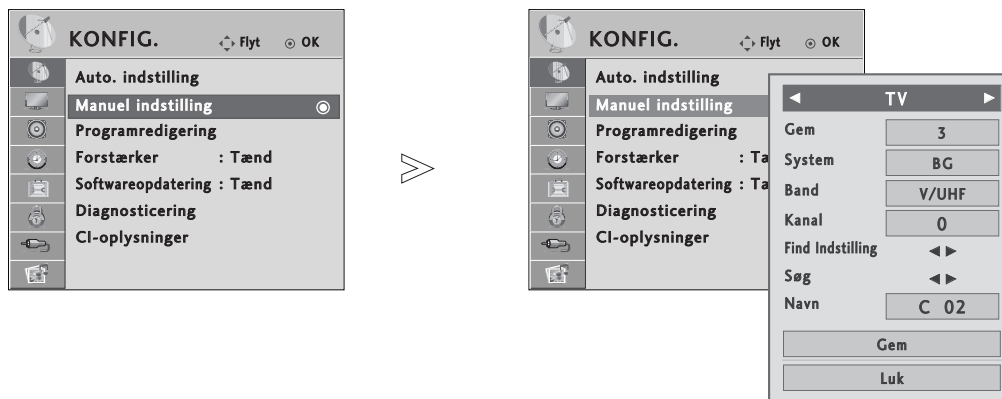 KONFIG. Flyt OK
Auto. indstilling
Manuel indstilling
Programredigering
Forstærker : Tænd
Softwareopdatering : Tænd
Diagnosticering
CI-oplysninger
KONFIG. Flyt OK
Auto. indstilling
Manuel indstilling
Programredigering
Forstærker : Ta
Softwareopdatering : Ta
Diagnosticering
CI-oplysninger
◄ TV ►
Gem 3
System BG
Band V/UHF
Kanal 0
Find Indstilling ◄ ►
Søg ◄ ►
Navn C 02
Gem
Luk